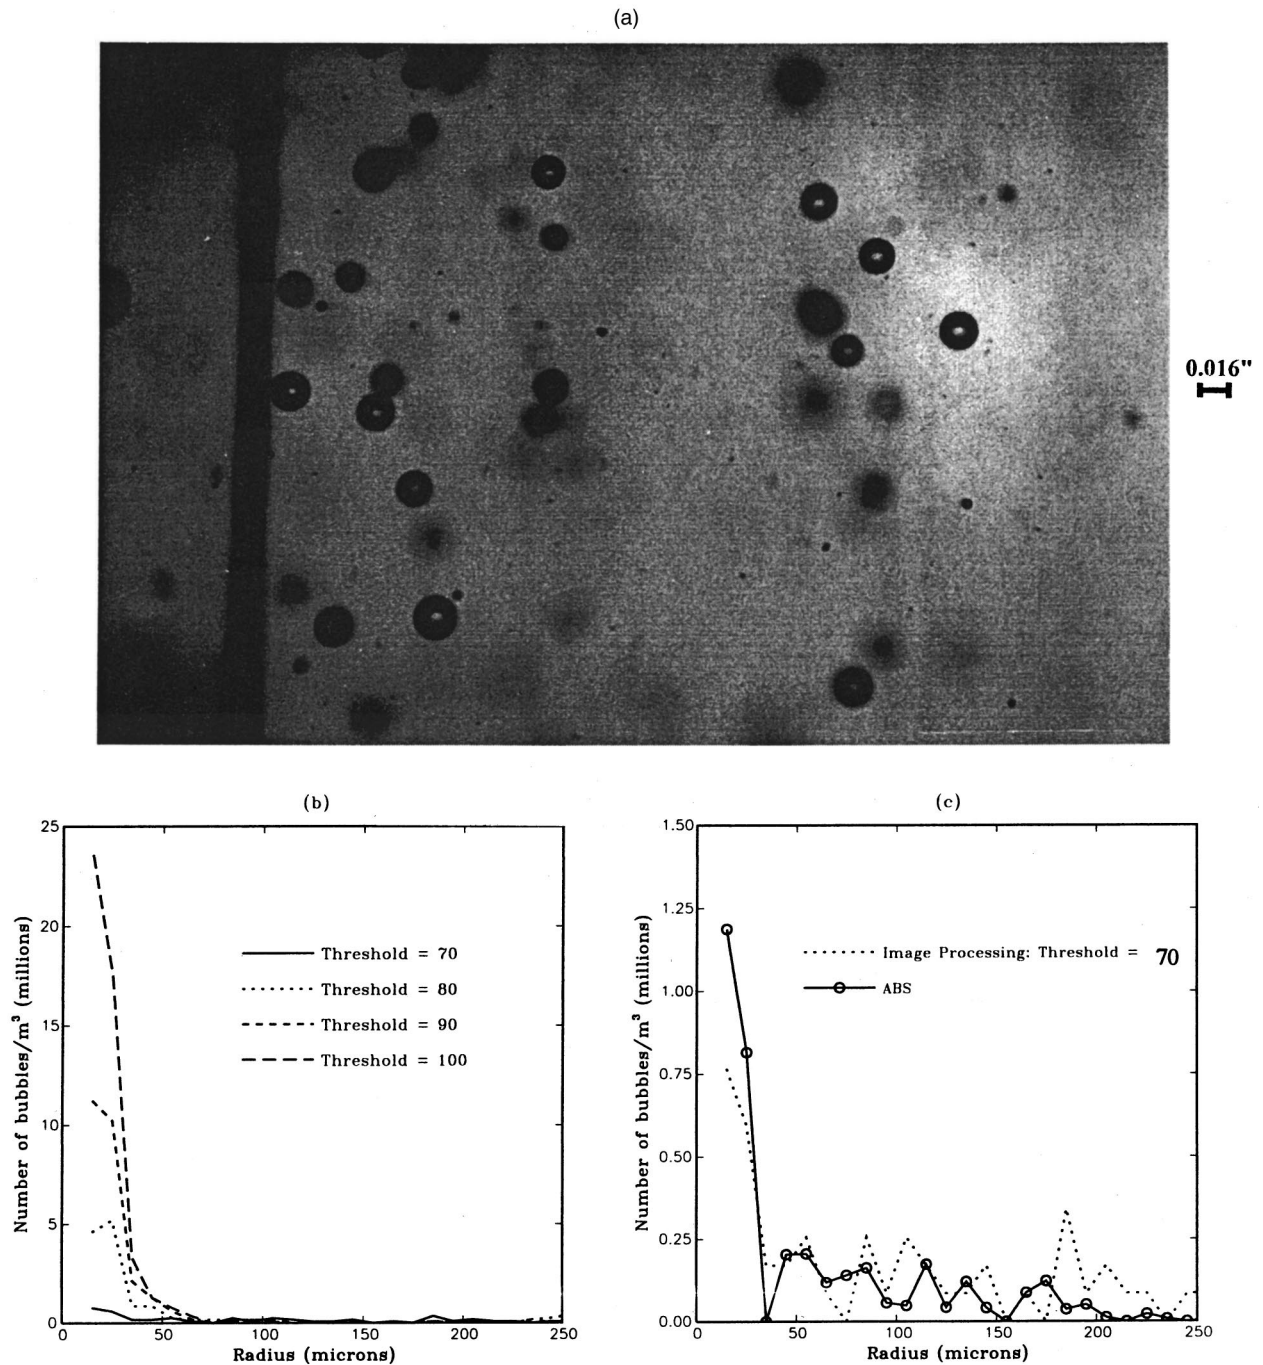 (a)
0.016"
(b)
25
20
15
10
5
0
0
50
100
150
200
250
Number of bubbles/m³ (millions)
Radius (microns)
Threshold = 70
Threshold = 80
Threshold = 90
Threshold = 100
(c)
1.50
1.25
1.00
0.75
0.50
0.25
0.00
0
50
100
150
200
250
Number of bubbles/m³ (millions)
Radius (microns)
Image Processing: Threshold = 70
ABS